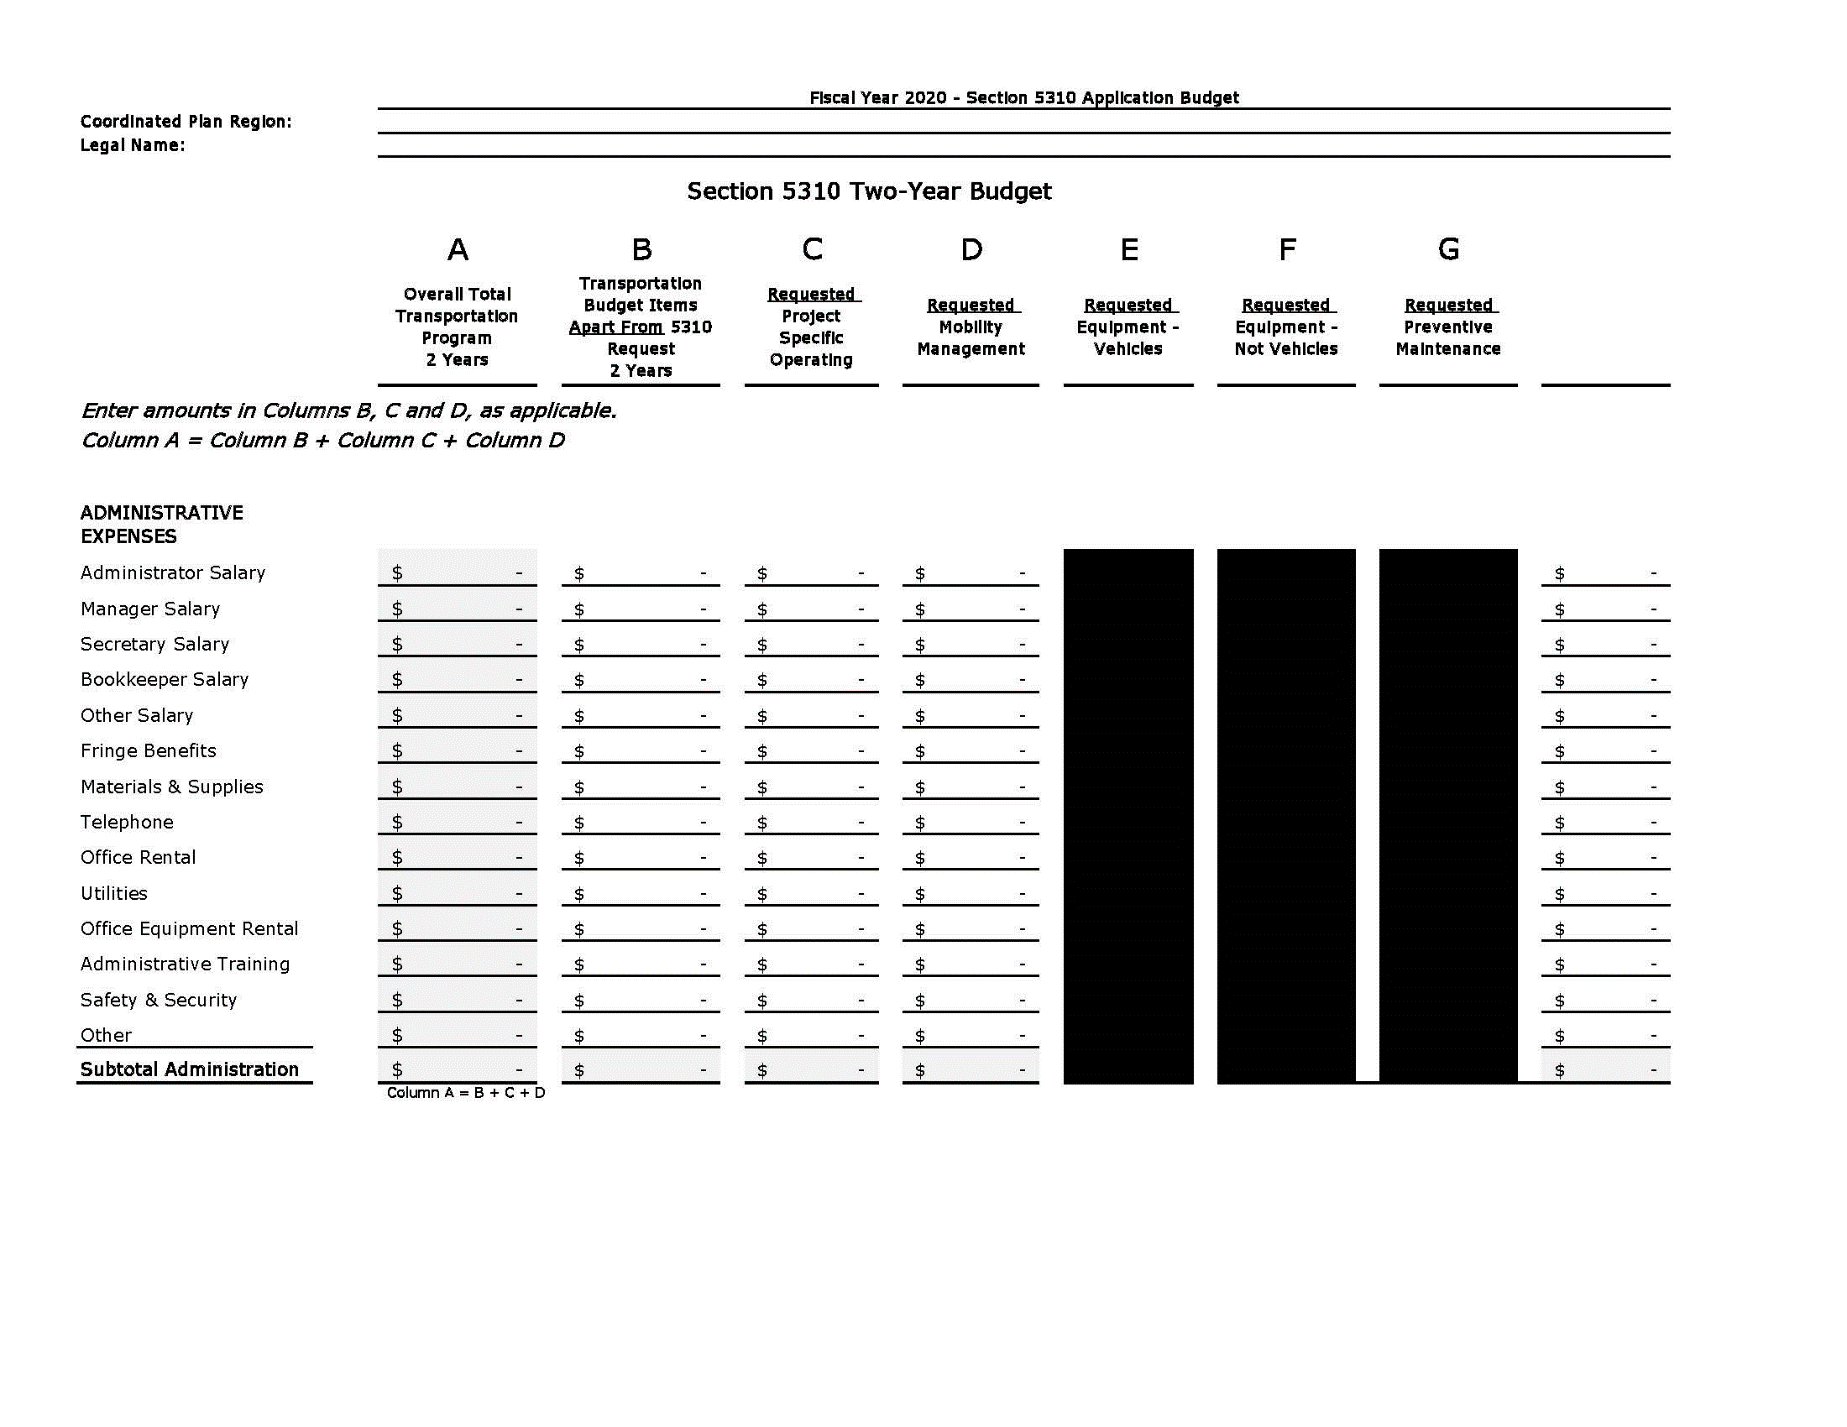 Fiscal Year 2020 - Section 5310 Application Budget
Coordinated Plan Region:
Legal Name:
Section 5310 Two-Year Budget
A B C D E F G
Overall Total
Transportation
Program
2 Years
Transportation
Budget Items
Apart From 5310
Request
2 Years
Requested
Project
Specific
Operating
Requested
Mobility
Management
Requested
Equipment -
Vehicles
Requested
Equipment -
Not Vehicles
Requested
Preventive
Maintenance
Enter amounts in Columns B, C and D, as applicable.
Column A = Column B + Column C + Column D
ADMINISTRATIVE
EXPENSES
Administrator Salary $ - $ - $ - $ - $ -
Manager Salary $ - $ - $ - $ - $ -
Secretary Salary $ - $ - $ - $ - $ -
Bookkeeper Salary $ - $ - $ - $ - $ -
Other Salary $ - $ - $ - $ - $ -
Fringe Benefits $ - $ - $ - $ - $ -
Materials & Supplies $ - $ - $ - $ - $ -
Telephone $ - $ - $ - $ - $ -
Office Rental $ - $ - $ - $ - $ -
Utilities $ - $ - $ - $ - $ -
Office Equipment Rental $ - $ - $ - $ - $ -
Administrative Training $ - $ - $ - $ - $ -
Safety & Security $ - $ - $ - $ - $ -
Other $ - $ - $ - $ - $ -
Subtotal Administration $ - $ - $ - $ - $ -
Column A = B + C + D